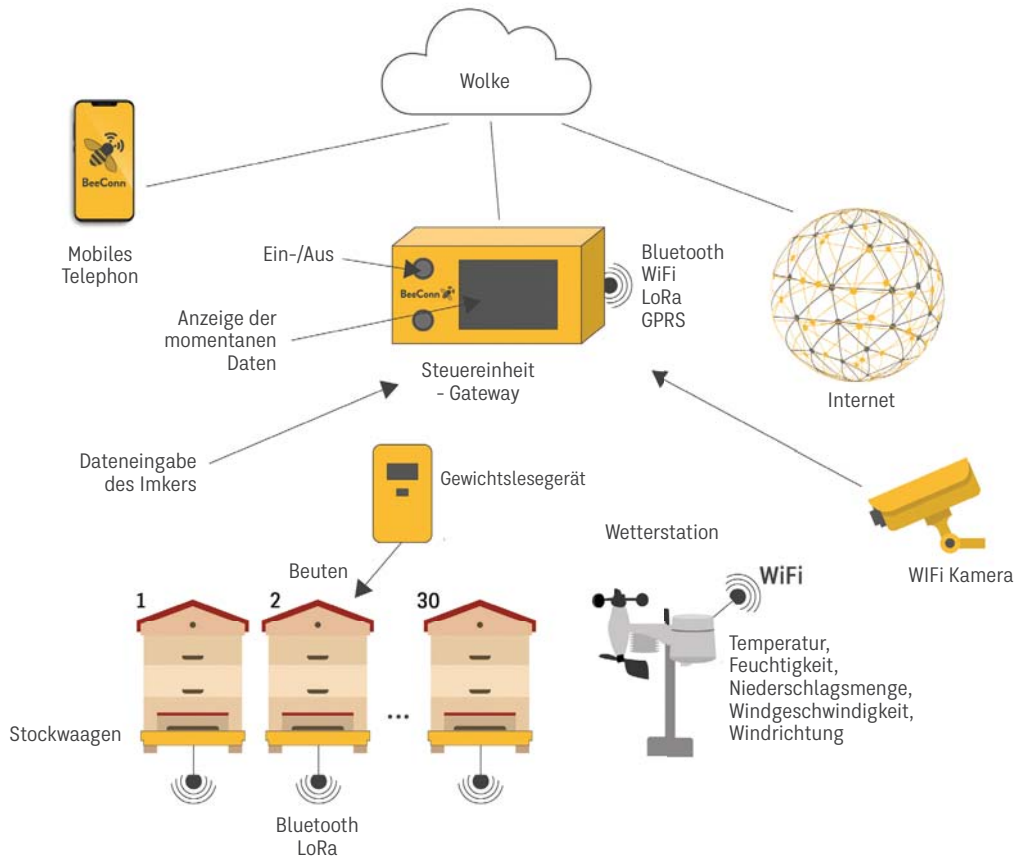 Wolke
BeeConn
Mobiles
Telephon
Ein-/Aus
BeeConn
Anzeige der
momentanen
Daten
Bluetooth
WiFi
LoRa
GPRS
Steuereinheit
- Gateway
Internet
Dateneingabe
des Imkers
Gewichtslesegerät
Wetterstation
WIFi Kamera
Beuten
1
2
30
WiFi
Temperatur,
Feuchtigkeit,
Niederschlagsmenge,
Windgeschwindigkeit,
Windrichtung
...
Stockwaagen
Bluetooth
LoRa